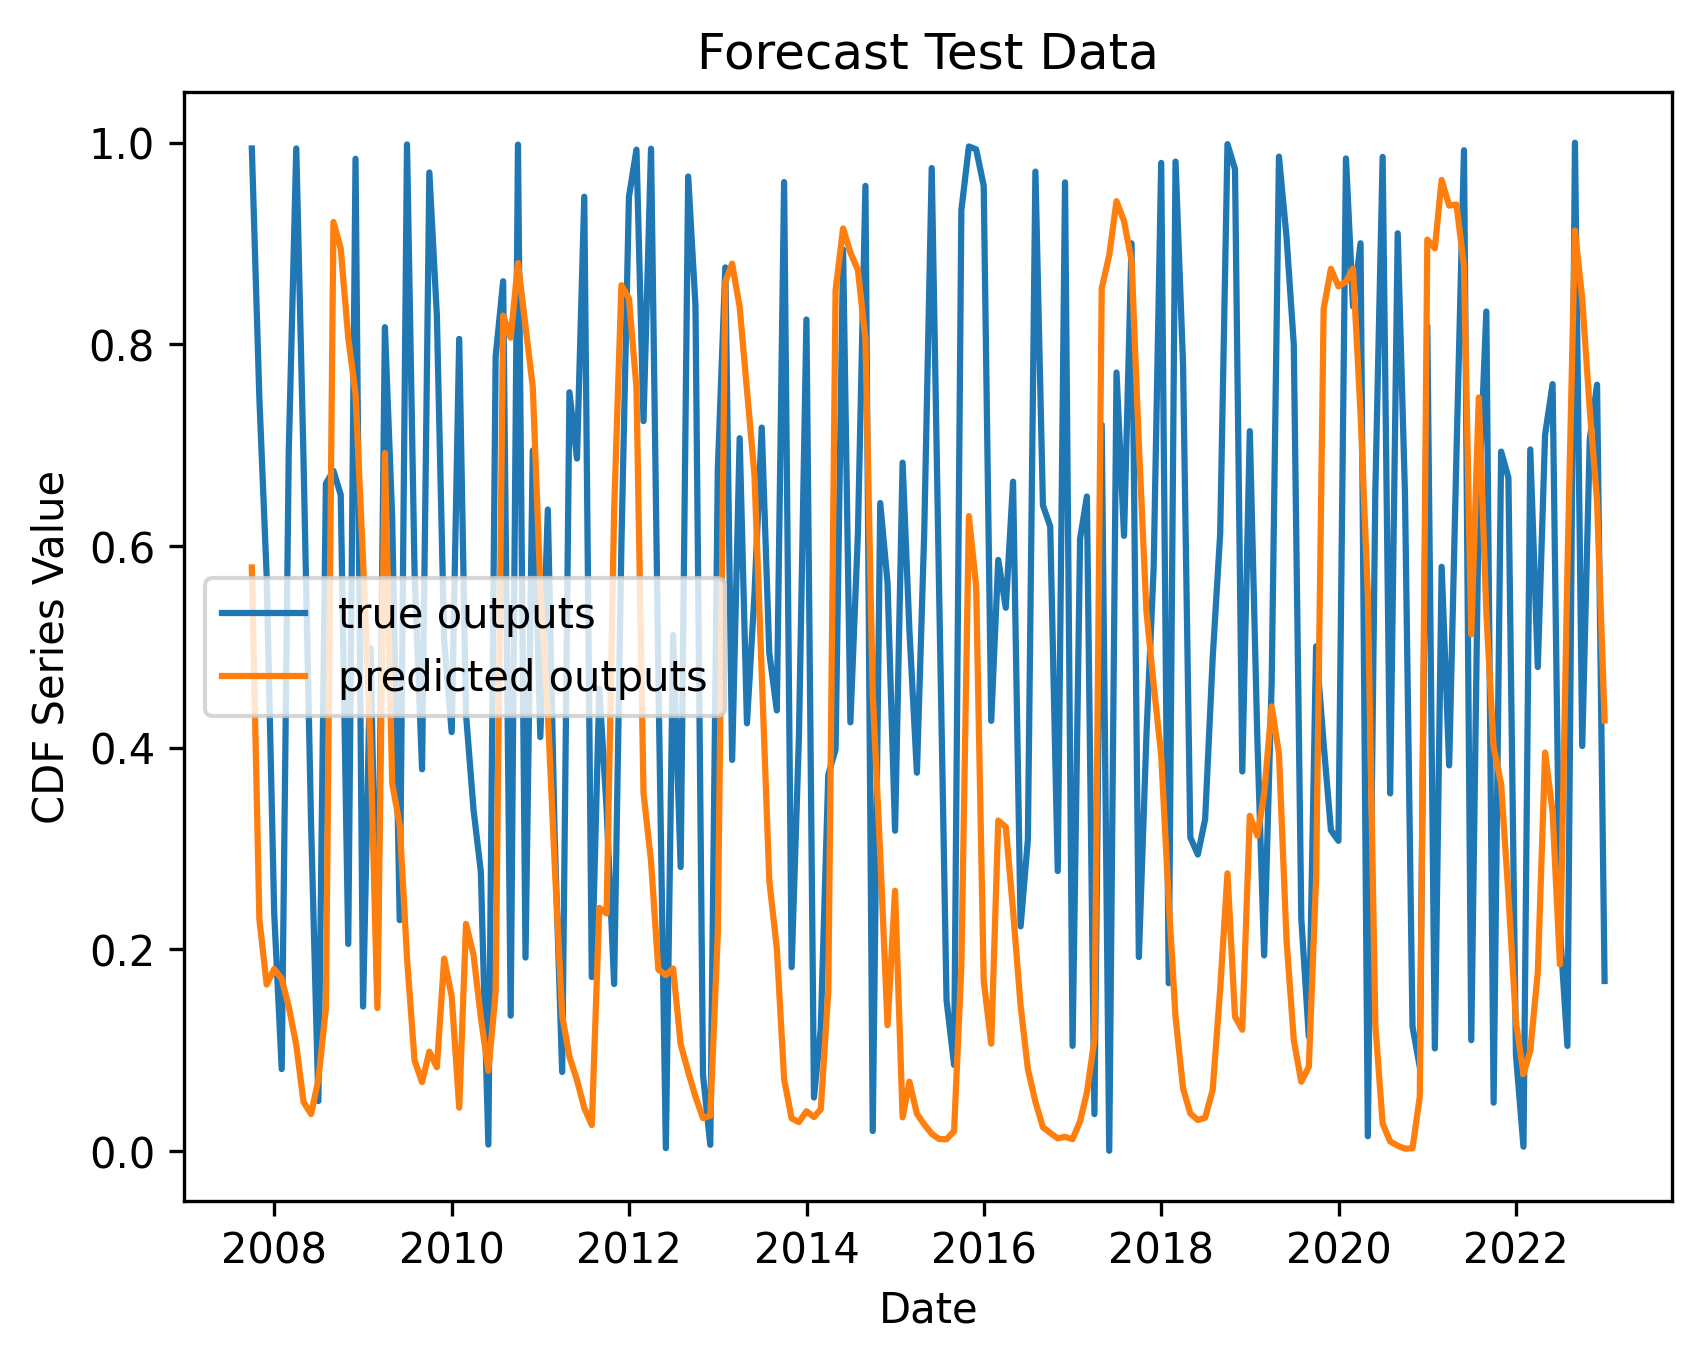 Forecast Test Data
1.0
0.8
0.6
0.4
0.2
0.0
CDF Series Value
true outputs
predicted outputs
2008 2010 2012 2014 2016 2018 2020 2022
Date